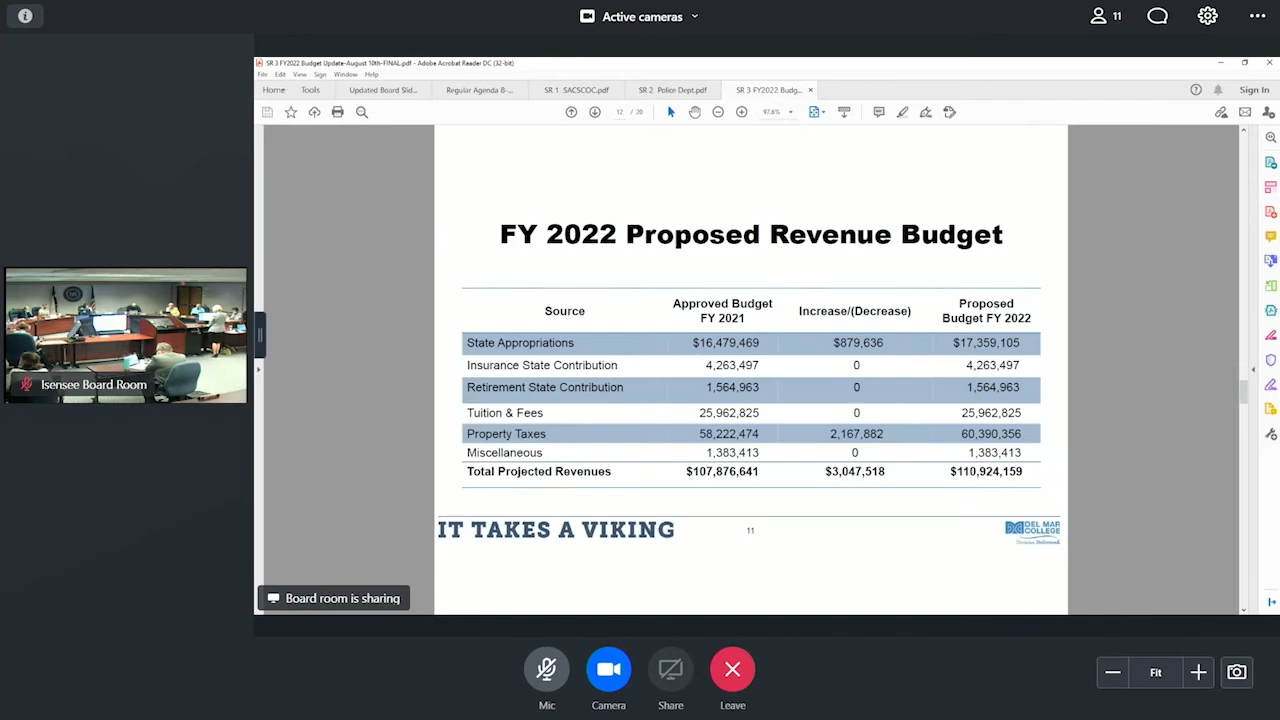 Active cameras
11
SR 3 FY2022 Budget Update-August 10th-FINAL.pdf - Adobe Acrobat Reader DC (32-bit)
File Edit View Sign Window Help
Home Tools Updated Board Slid... Regular Agenda 8-... SR 1 SACSCOC.pdf SR 2 Police Dept.pdf SR 3 FY2022 Budg... × Sign In
12 / 20 97.6%
FY 2022 Proposed Revenue Budget
Source Approved Budget FY 2021 Increase/(Decrease) Proposed Budget FY 2022
State Appropriations $16,479,469 $879,636 $17,359,105
Insurance State Contribution 4,263,497 0 4,263,497
Retirement State Contribution 1,564,963 0 1,564,963
Tuition & Fees 25,962,825 0 25,962,825
Property Taxes 58,222,474 2,167,882 60,390,356
Miscellaneous 1,383,413 0 1,383,413
Total Projected Revenues $107,876,641 $3,047,518 $110,924,159
IT TAKES A VIKING 11 DEL MAR
COLLEGE
Dreams. Delivered.
Isensee Board Room
Board room is sharing
Mic Camera Share Leave
Fit